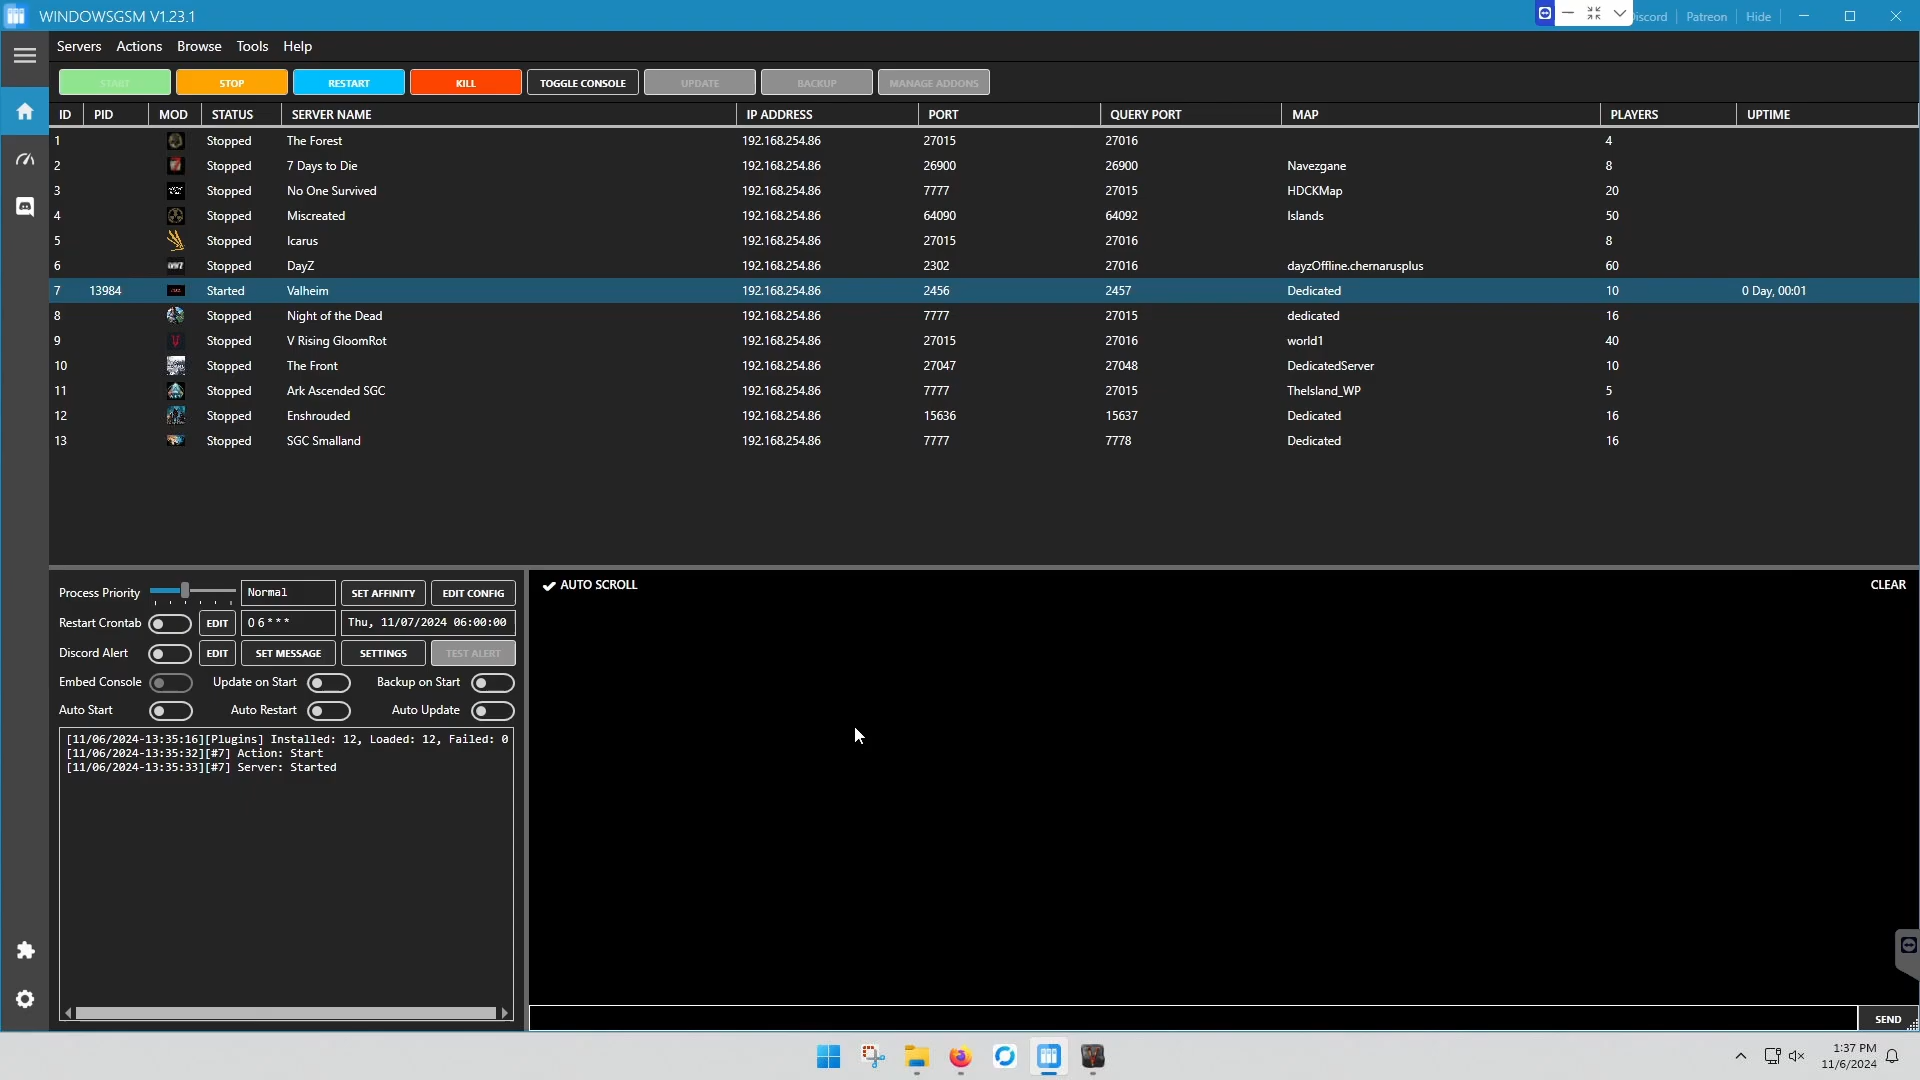 WINDOWSGSM V1.23.1
iscord Patreon Hide
Servers Actions Browse Tools Help
START STOP RESTART KILL TOGGLE CONSOLE UPDATE BACKUP MANAGE ADDONS
ID PID MOD STATUS SERVER NAME IP ADDRESS PORT QUERY PORT MAP PLAYERS UPTIME
1 Stopped The Forest 192.168.254.86 27015 27016 4
2 Stopped 7 Days to Die 192.168.254.86 26900 26900 Navezgane 8
3 Stopped No One Survived 192.168.254.86 7777 27015 HDCKMap 20
4 Stopped Miscreated 192.168.254.86 64090 64092 Islands 50
5 Stopped Icarus 192.168.254.86 27015 27016 8
6 Stopped DayZ 192.168.254.86 2302 27016 dayzOffline.chernarusplus 60
7 13984 Started Valheim 192.168.254.86 2456 2457 Dedicated 10 0 Day, 00:01
8 Stopped Night of the Dead 192.168.254.86 7777 27015 dedicated 16
9 Stopped V Rising GloomRot 192.168.254.86 27015 27016 world1 40
10 Stopped The Front 192.168.254.86 27047 27048 DedicatedServer 10
11 Stopped Ark Ascended SGC 192.168.254.86 7777 27015 TheIsland_WP 5
12 Stopped Enshrouded 192.168.254.86 15636 15637 Dedicated 16
13 Stopped SGC Smalland 192.168.254.86 7777 7778 Dedicated 16
Process Priority Normal SET AFFINITY EDIT CONFIG
Restart Crontab EDIT 0 6 * * * Thu, 11/07/2024 06:00:00
Discord Alert EDIT SET MESSAGE SETTINGS TEST ALERT
Embed Console Update on Start Backup on Start
Auto Start Auto Restart Auto Update
[11/06/2024-13:35:16][Plugins] Installed: 12, Loaded: 12, Failed: 0
[11/06/2024-13:35:32][#7] Action: Start
[11/06/2024-13:35:33][#7] Server: Started
AUTO SCROLL CLEAR
SEND
1:37 PM
11/6/2024